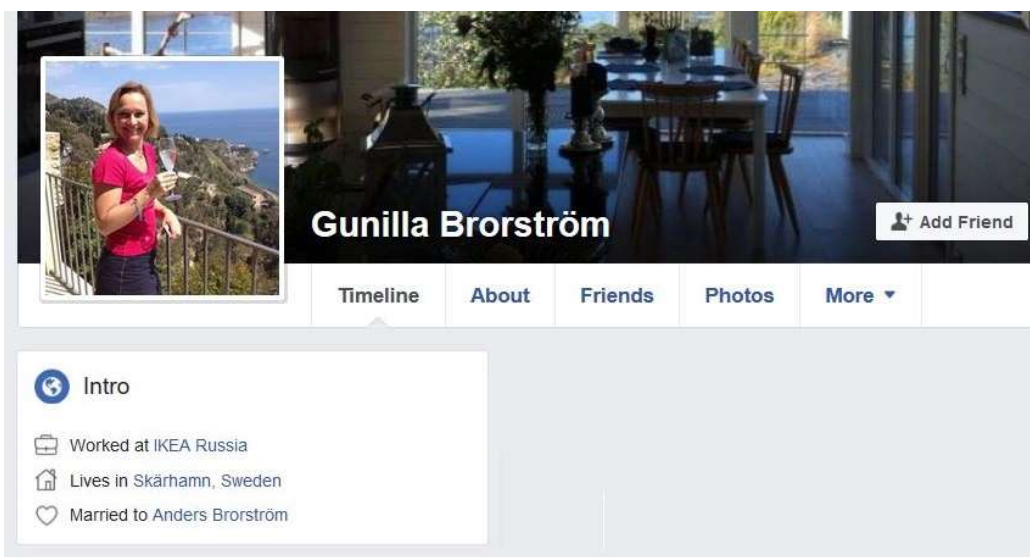 Gunilla Brorström
Add Friend
Timeline About Friends Photos More
Intro
Worked at IKEA Russia
Lives in Skärhamn, Sweden
Married to Anders Brorström